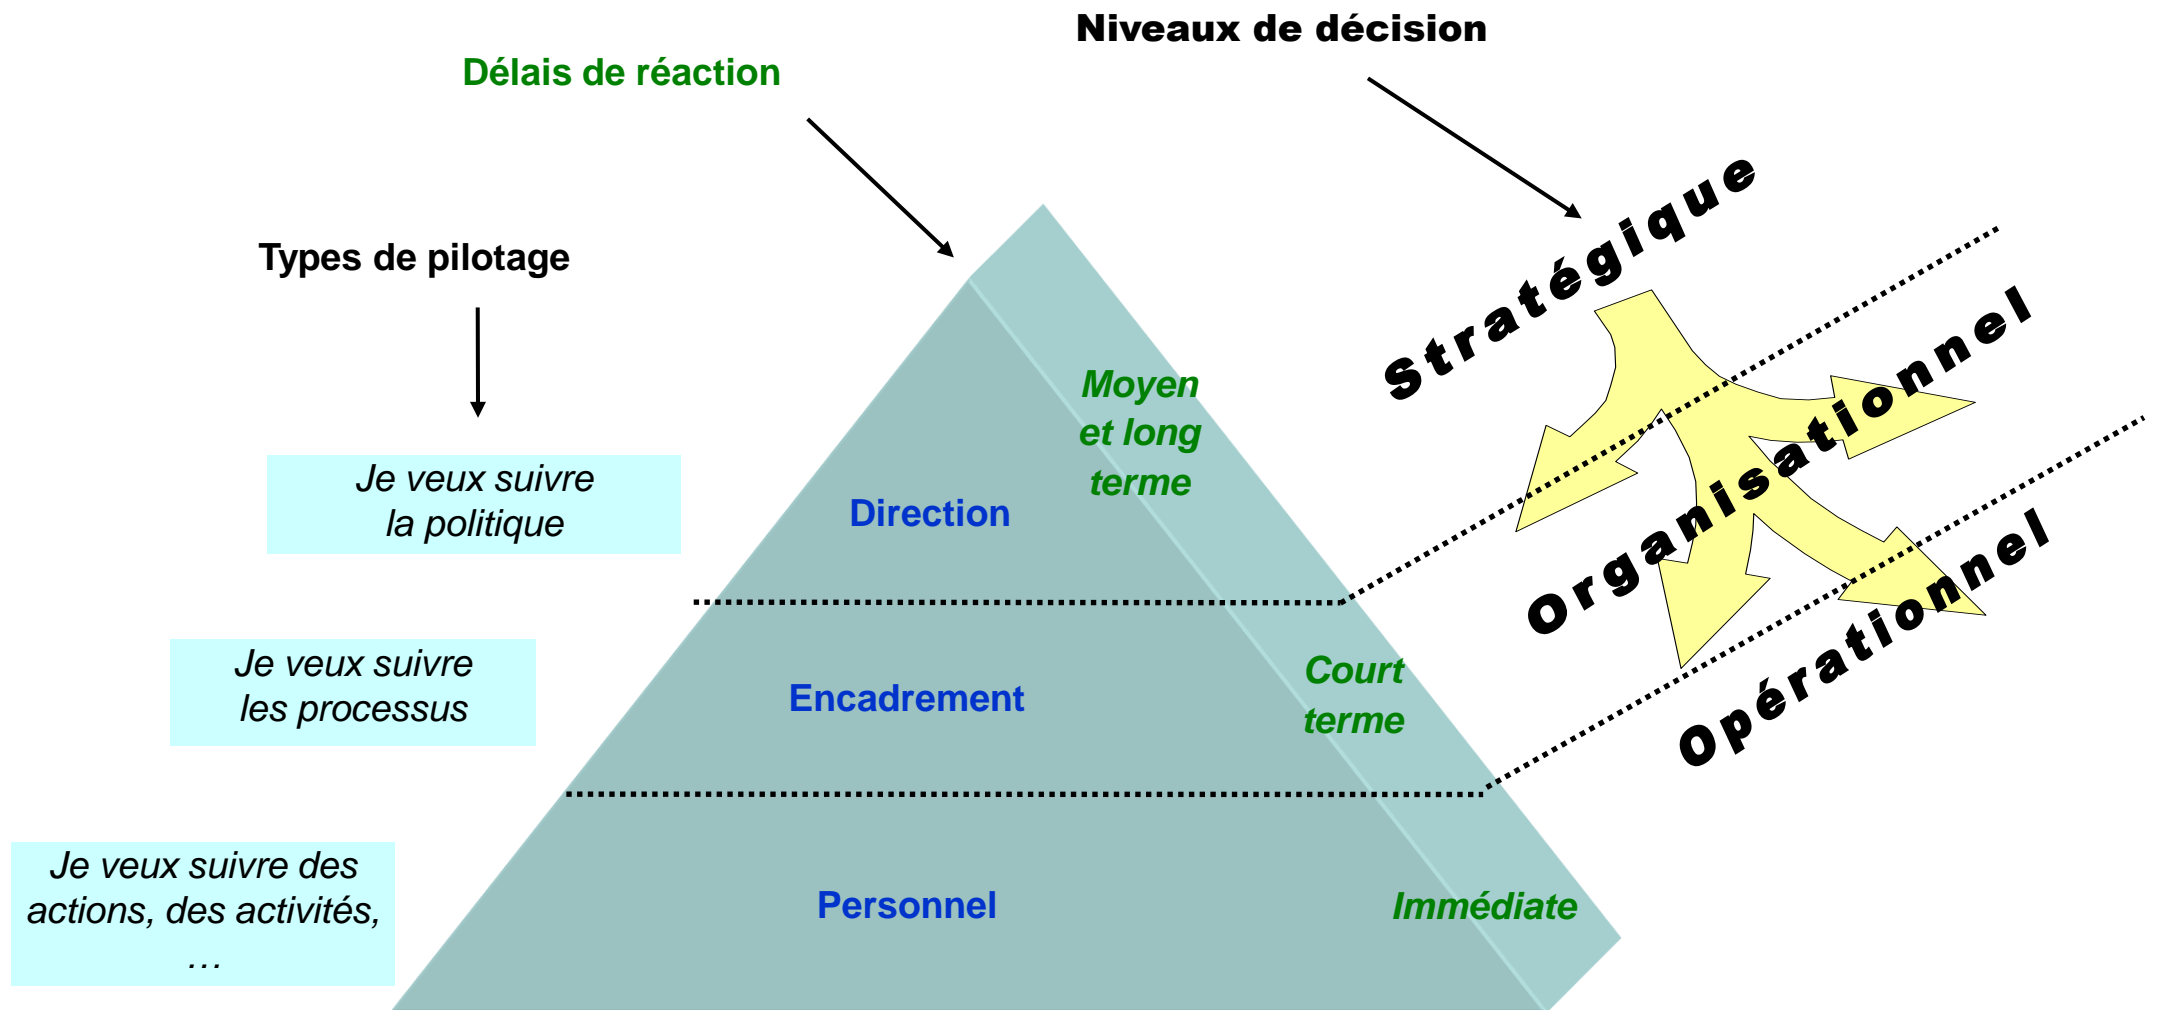 Niveaux de décision
Délais de réaction
Types de pilotage
Stratégique
Organisationnel
Opérationnel
Je veux suivre
la politique
Direction
Moyen
et long
terme
Je veux suivre
les processus
Encadrement
Court
terme
Je veux suivre des
actions, des activités,
…
Personnel
Immédiate